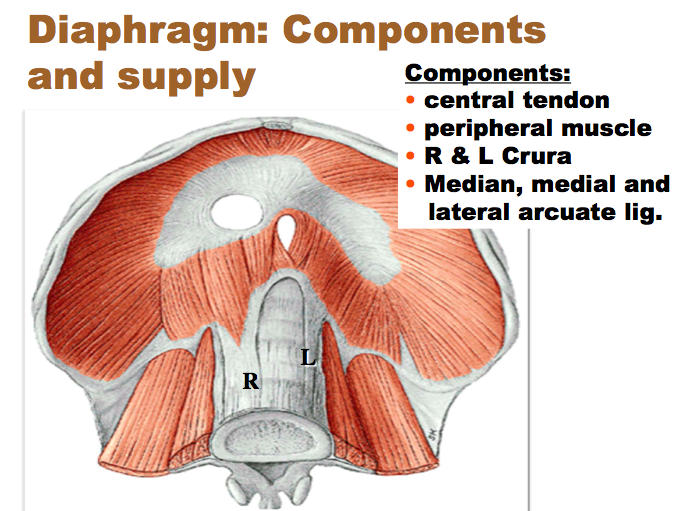 Diaphragm: Components
and supply
Components:
• central tendon
• peripheral muscle
• R & L Crura
• Median, medial and
lateral arcuate lig.
L
R